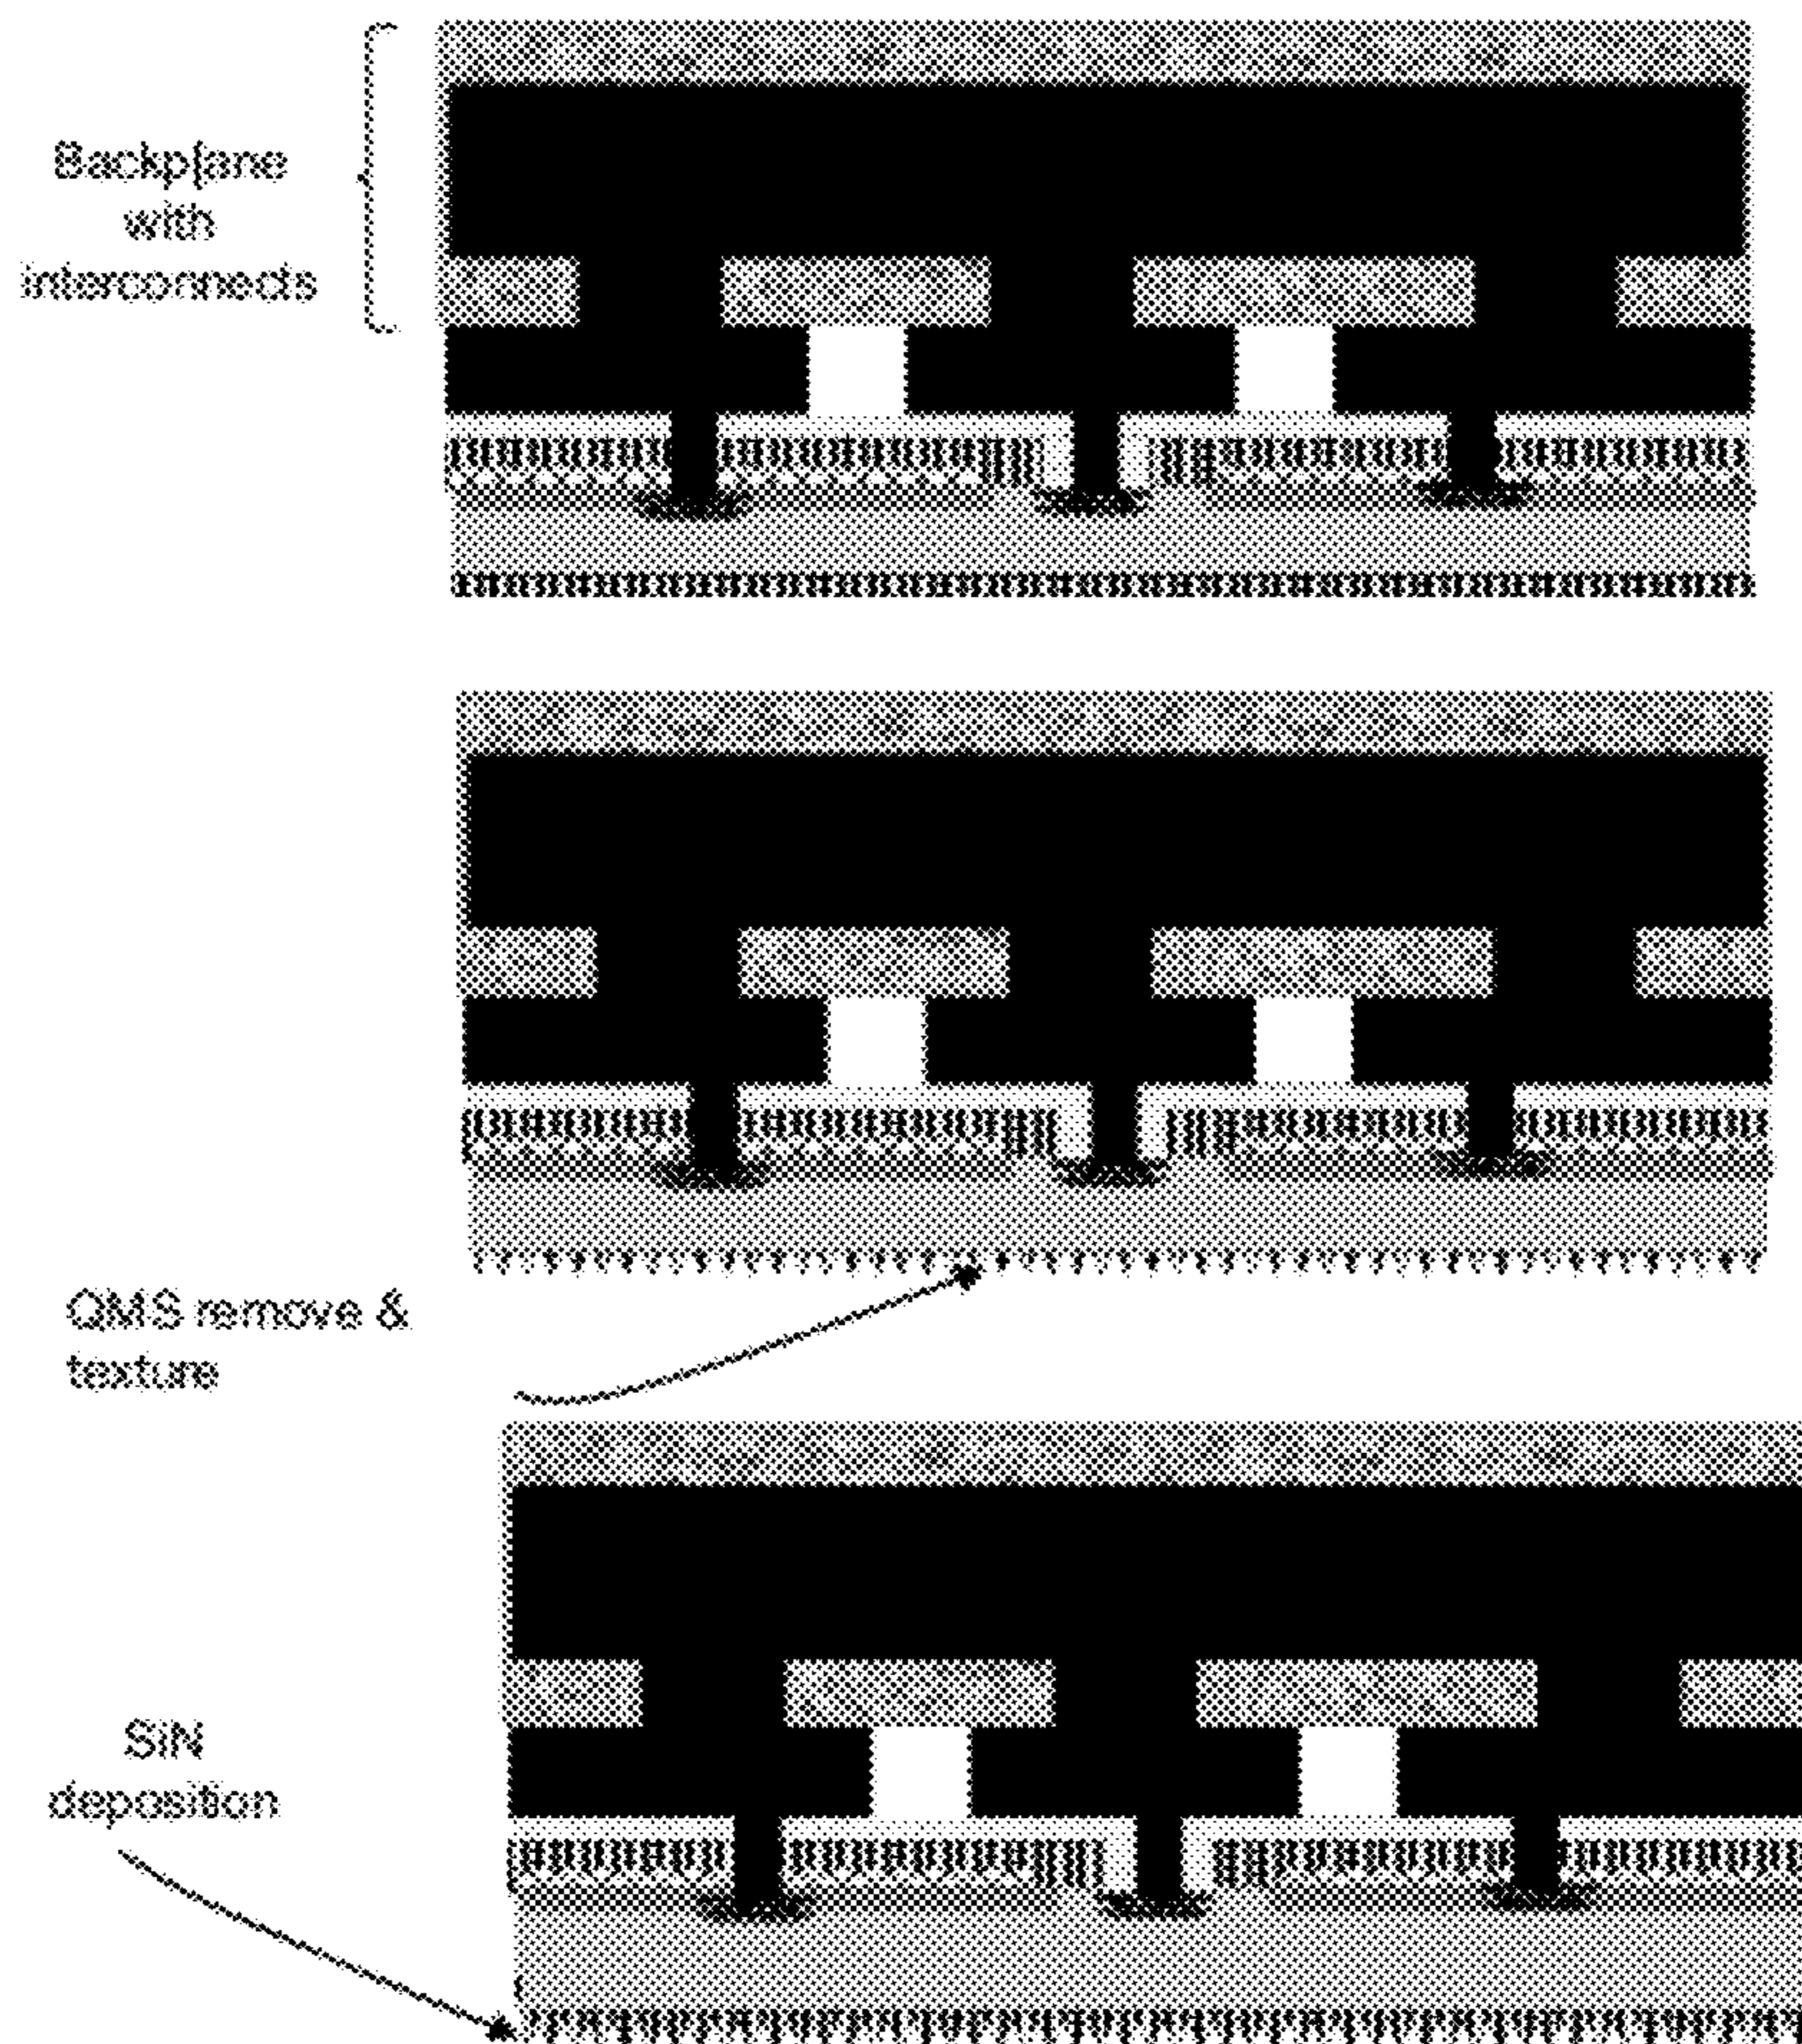 Backplane
with
interconnects
QMS remove &
texture
SiN
deposition